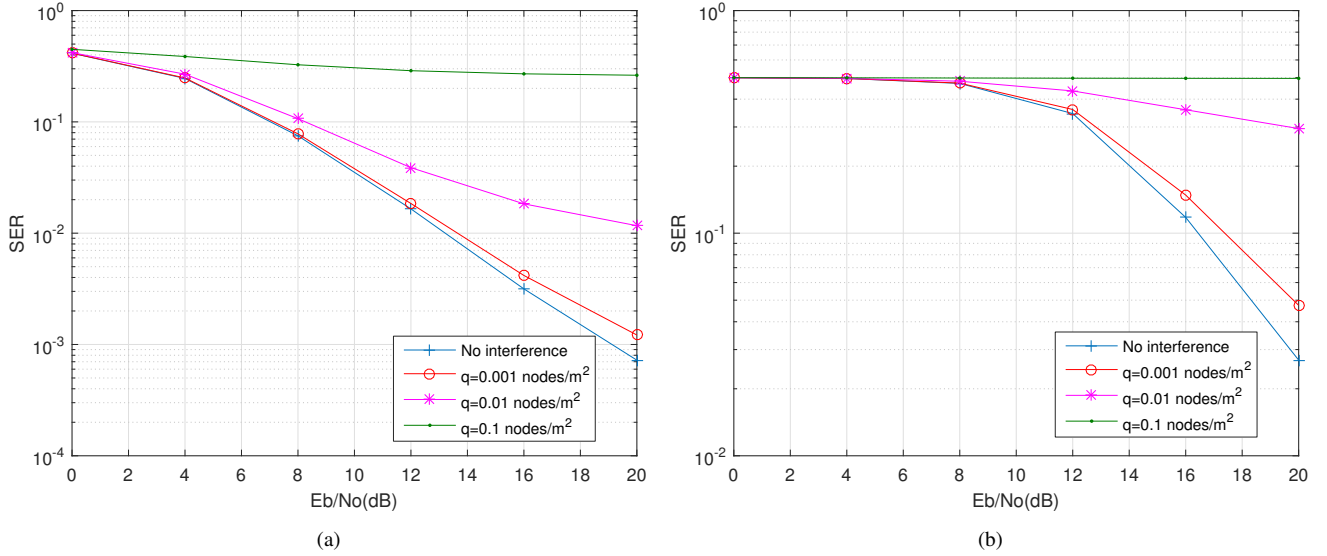 10^0
10^-1
10^-2
10^-3
10^-4
SER
0 2 4 6 8 10 12 14 16 18 20
Eb/No(dB)
No interference
q=0.001 nodes/m^2
q=0.01 nodes/m^2
q=0.1 nodes/m^2
(a)
10^0
10^-1
10^-2
SER
0 2 4 6 8 10 12 14 16 18 20
Eb/No(dB)
No interference
q=0.001 nodes/m^2
q=0.01 nodes/m^2
q=0.1 nodes/m^2
(b)